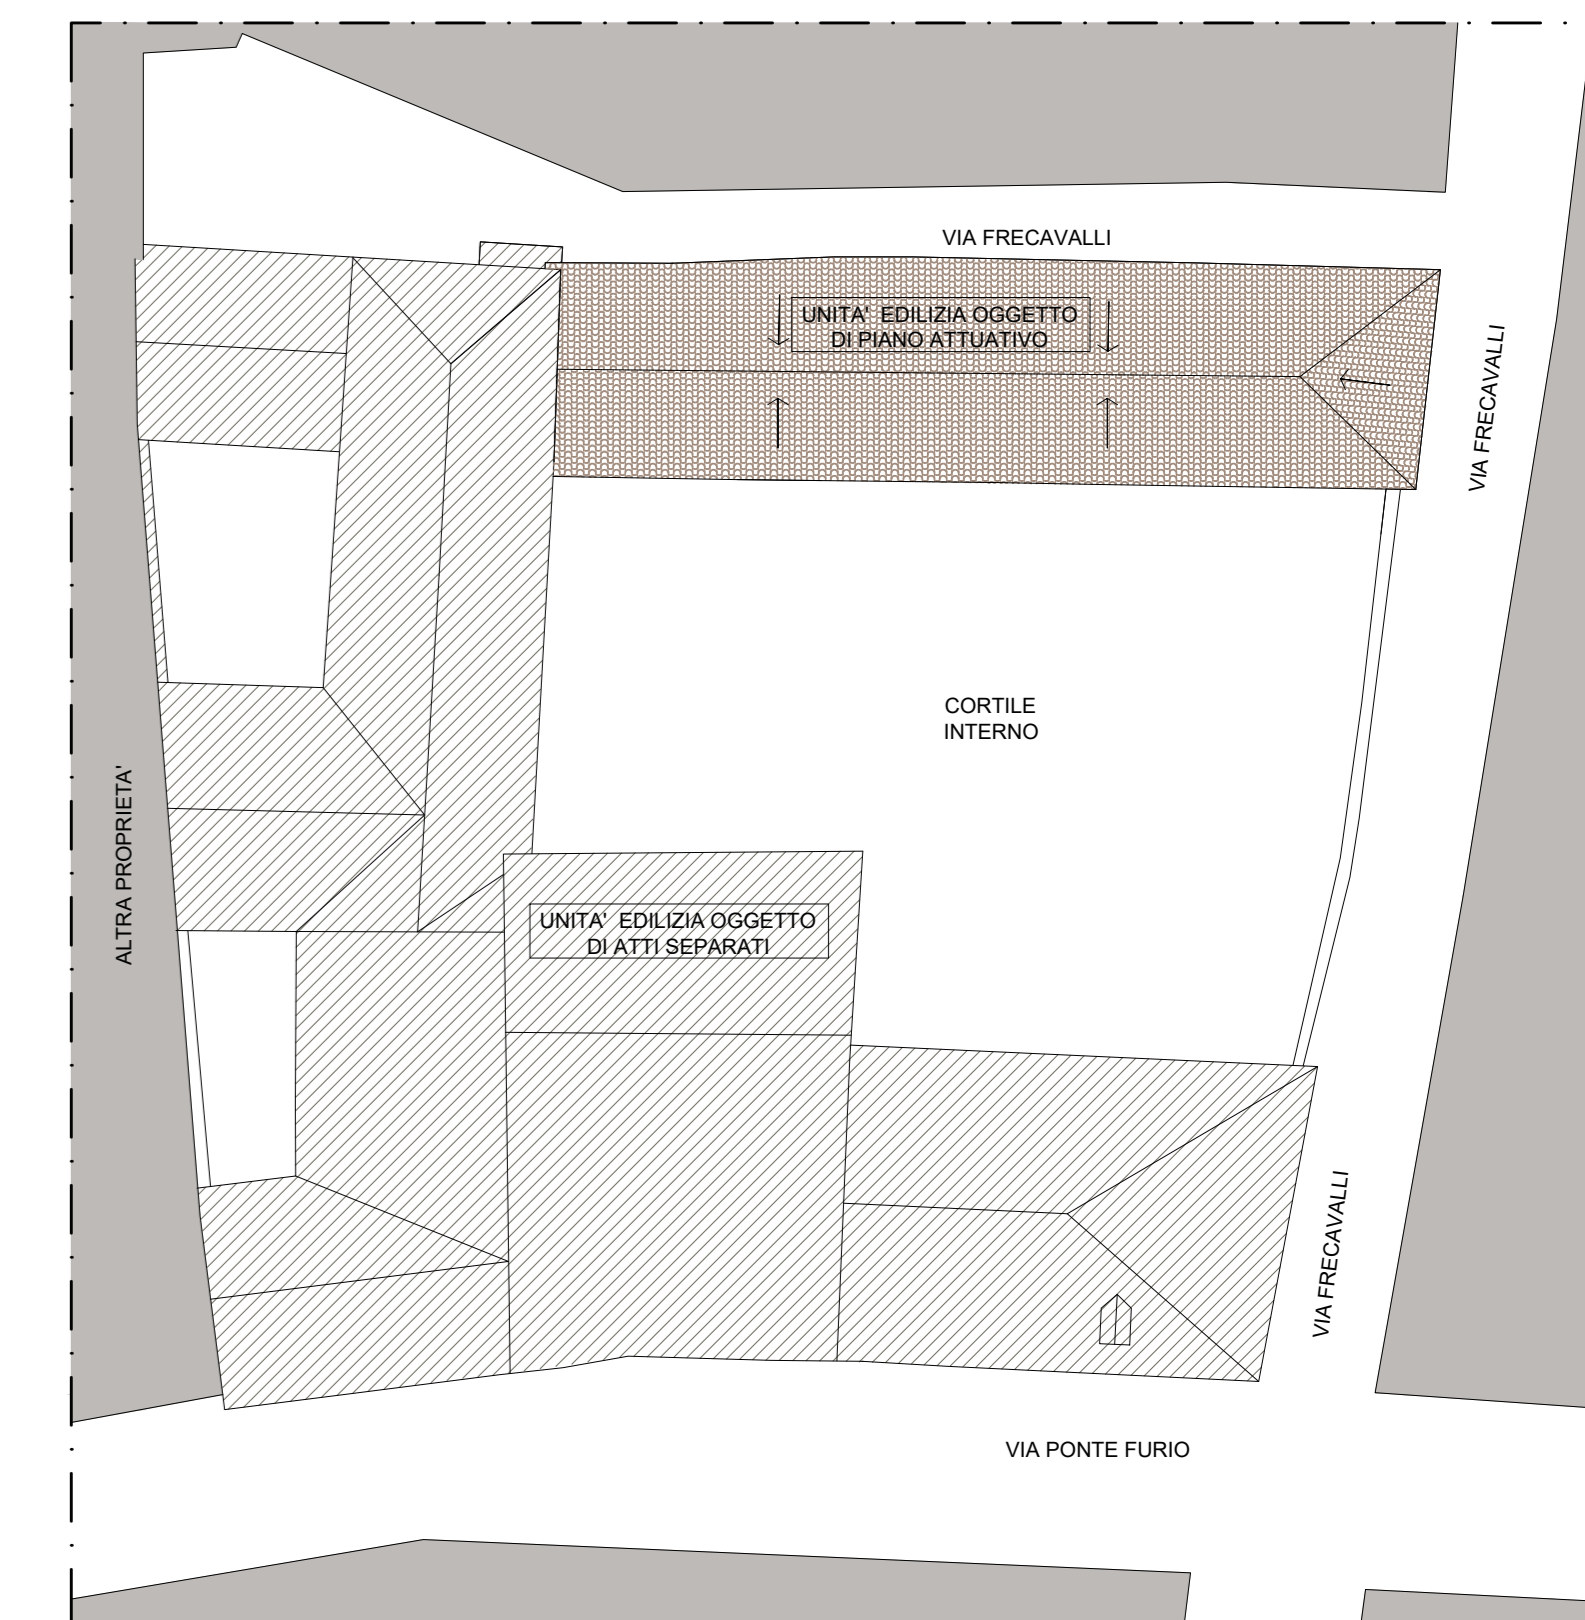 VIA FRECAVALLI
UNITA' EDILIZIA OGGETTO
DI PIANO ATTUATIVO
VIA FRECAVALLI
CORTILE
INTERNO
ALTRA PROPRIETA'
UNITA' EDILIZIA OGGETTO
DI ATTI SEPARATI
VIA FRECAVALLI
VIA PONTE FURIO